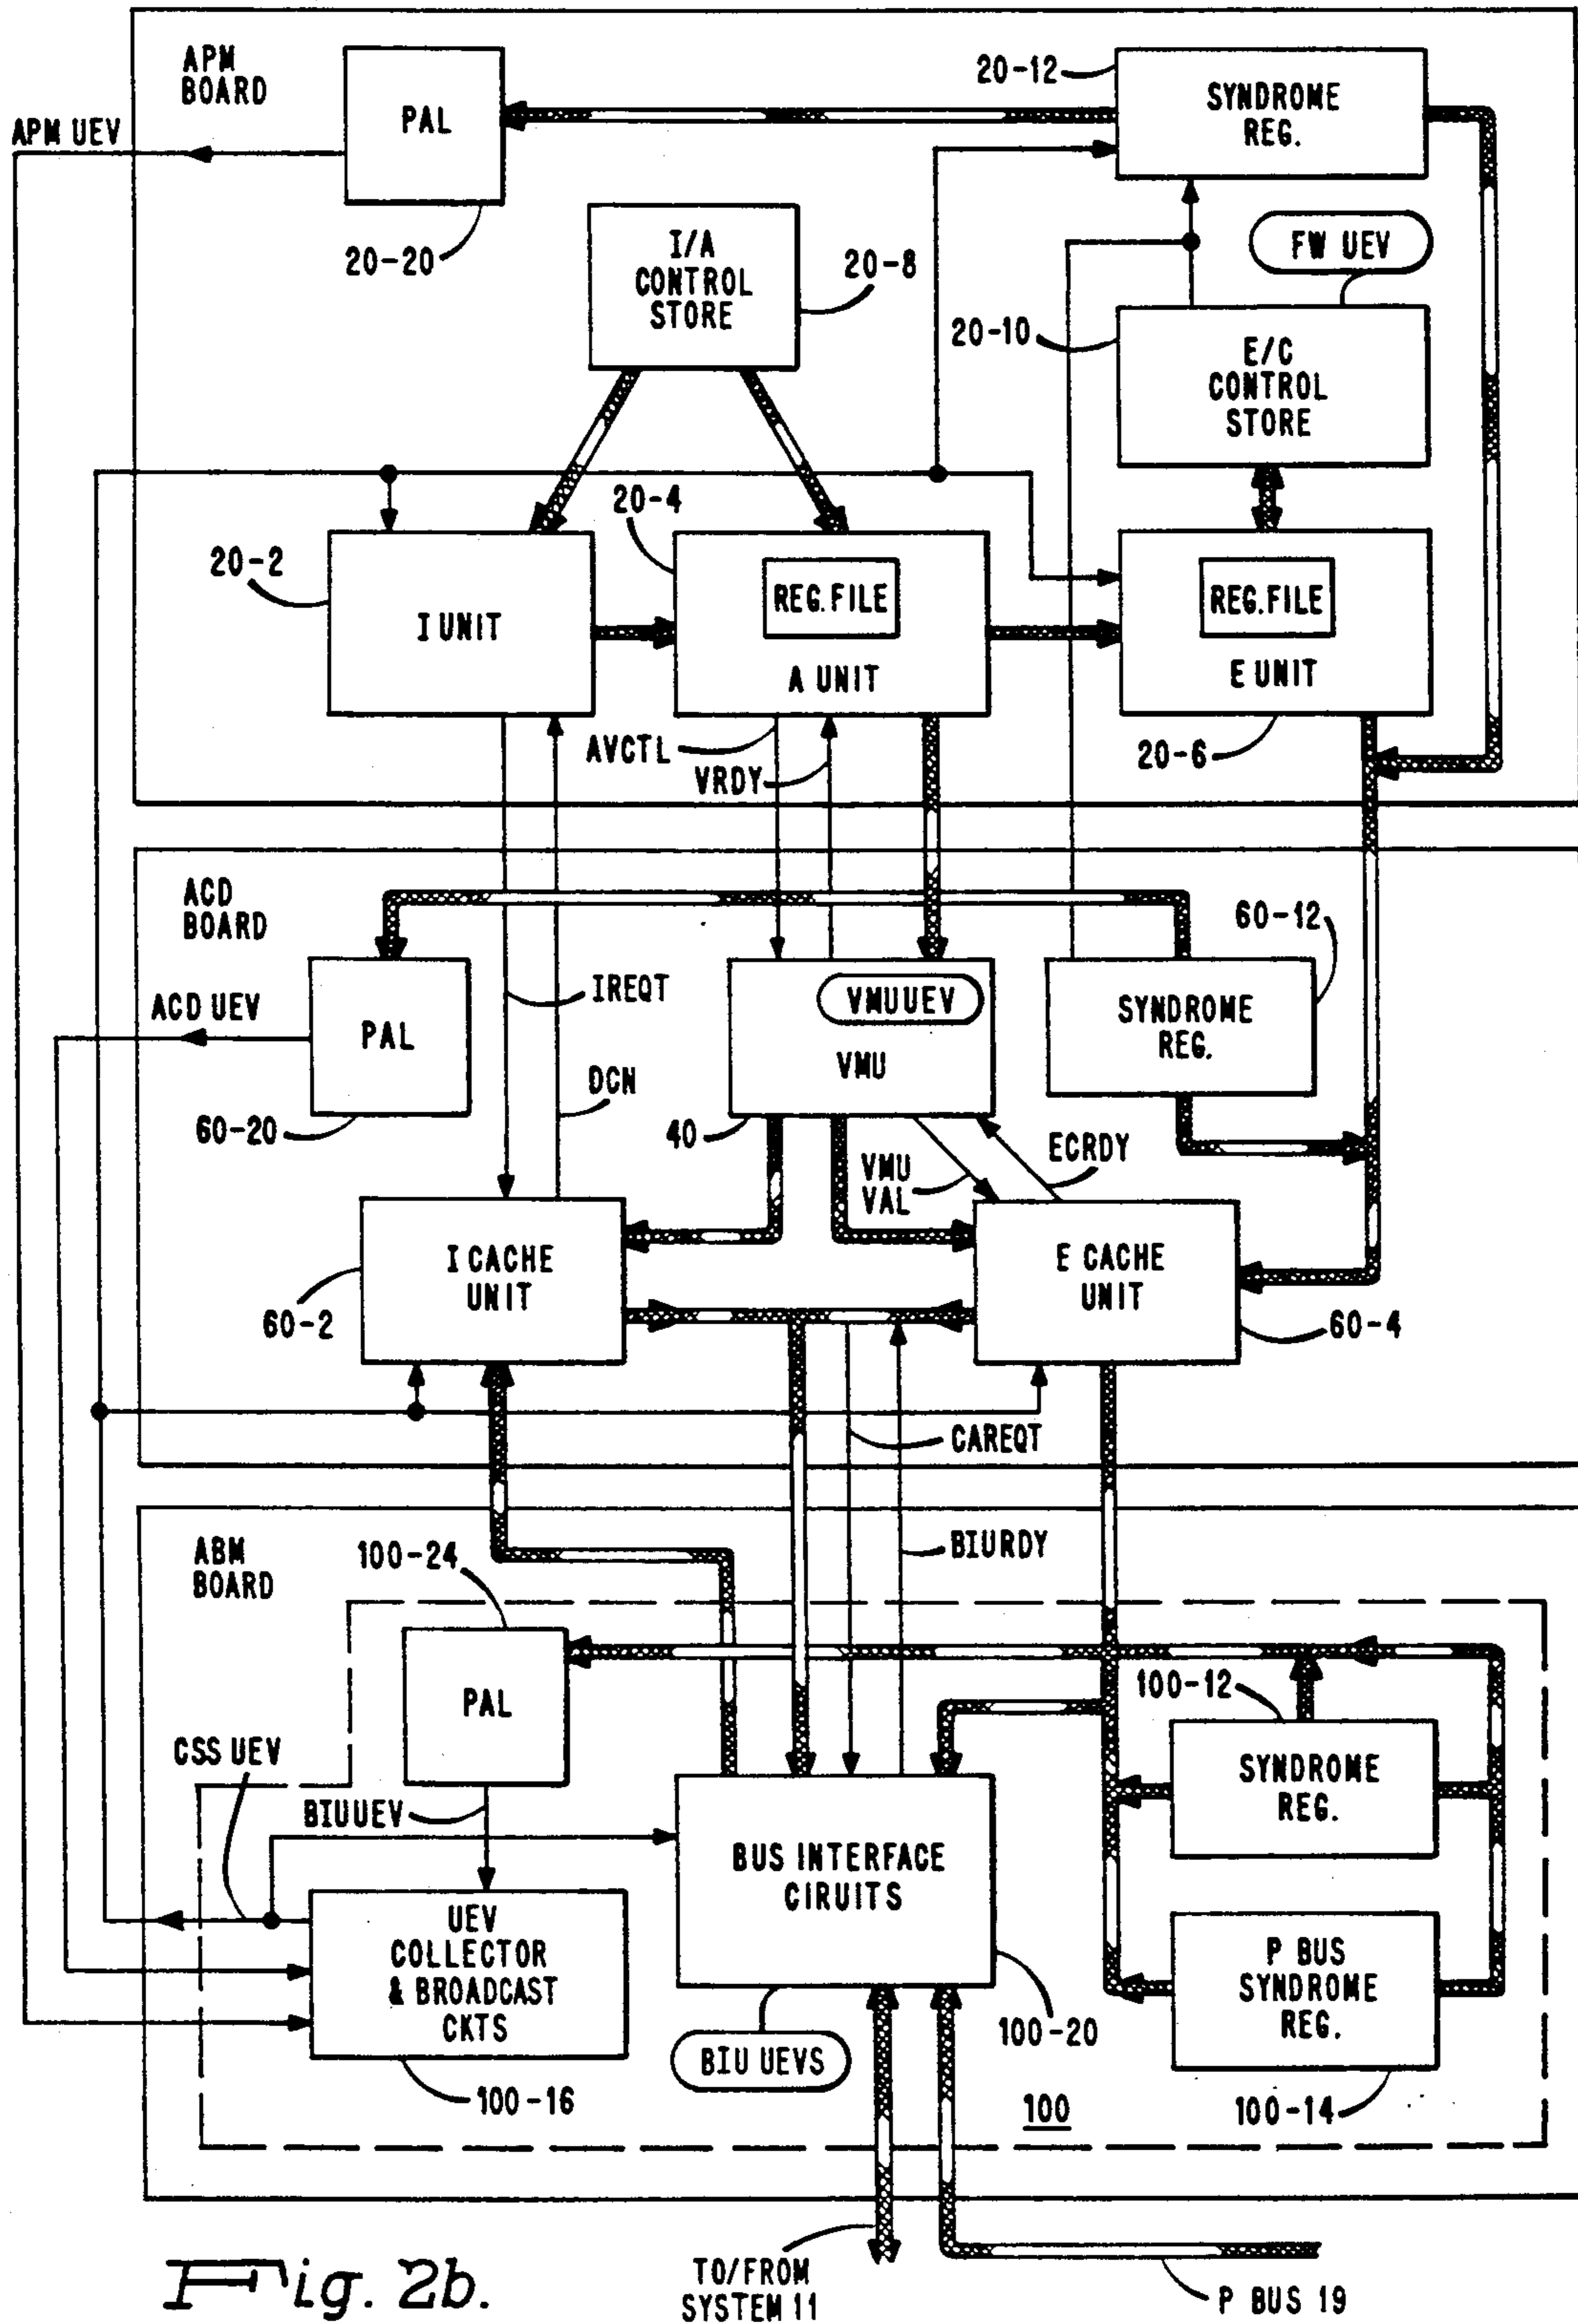 APM
BOARD
PAL
20-12
SYNDROME
REG.
APM UEV
20-20
I/A
CONTROL
STORE
20-8
FW UEV
20-10
E/C
CONTROL
STORE
20-4
20-2
I UNIT
REG. FILE
A UNIT
REG. FILE
E UNIT
AVCTL
VRDY
20-6
ACD
BOARD
60-12
ACD UEV
PAL
IREQT
VMUUEV
VMU
SYNDROME
REG.
DCN
60-20
40
VMU
VAL
ECRDY
I CACHE
UNIT
E CACHE
UNIT
60-2
60-4
CAREQT
ABM
BOARD
100-24
BIURDY
PAL
100-12
CSS UEV
SYNDROME
REG.
BIUUEV
BUS INTERFACE
CIRUITS
UEV
COLLECTOR
& BROADCAST
CKTS
P BUS
SYNDROME
REG.
100-20
BIU UEVS
100-16
100
100-14
TO/FROM
SYSTEM 11
P BUS 19
Fig. 2b.